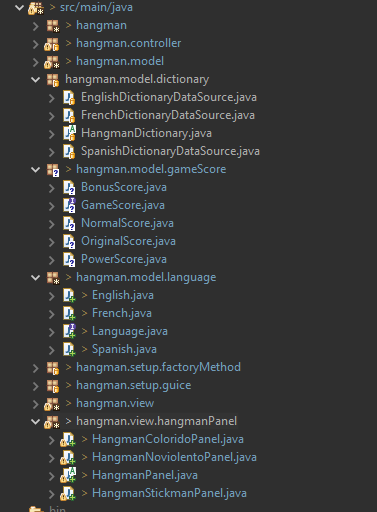 > src/main/java
> hangman
> hangman.controller
> hangman.model
hangman.model.dictionary
EnglishDictionaryDataSource.java
FrenchDictionaryDataSource.java
HangmanDictionary.java
SpanishDictionaryDataSource.java
> hangman.model.gameScore
BonusScore.java
GameScore.java
NormalScore.java
OriginalScore.java
PowerScore.java
> hangman.model.language
> English.java
> French.java
> Language.java
> Spanish.java
> hangman.setup.factoryMethod
> hangman.setup.guice
> hangman.view
> hangman.view.hangmanPanel
> HangmanColoridoPanel.java
> HangmanNoviolentoPanel.java
> HangmanPanel.java
> HangmanStickmanPanel.java
bin